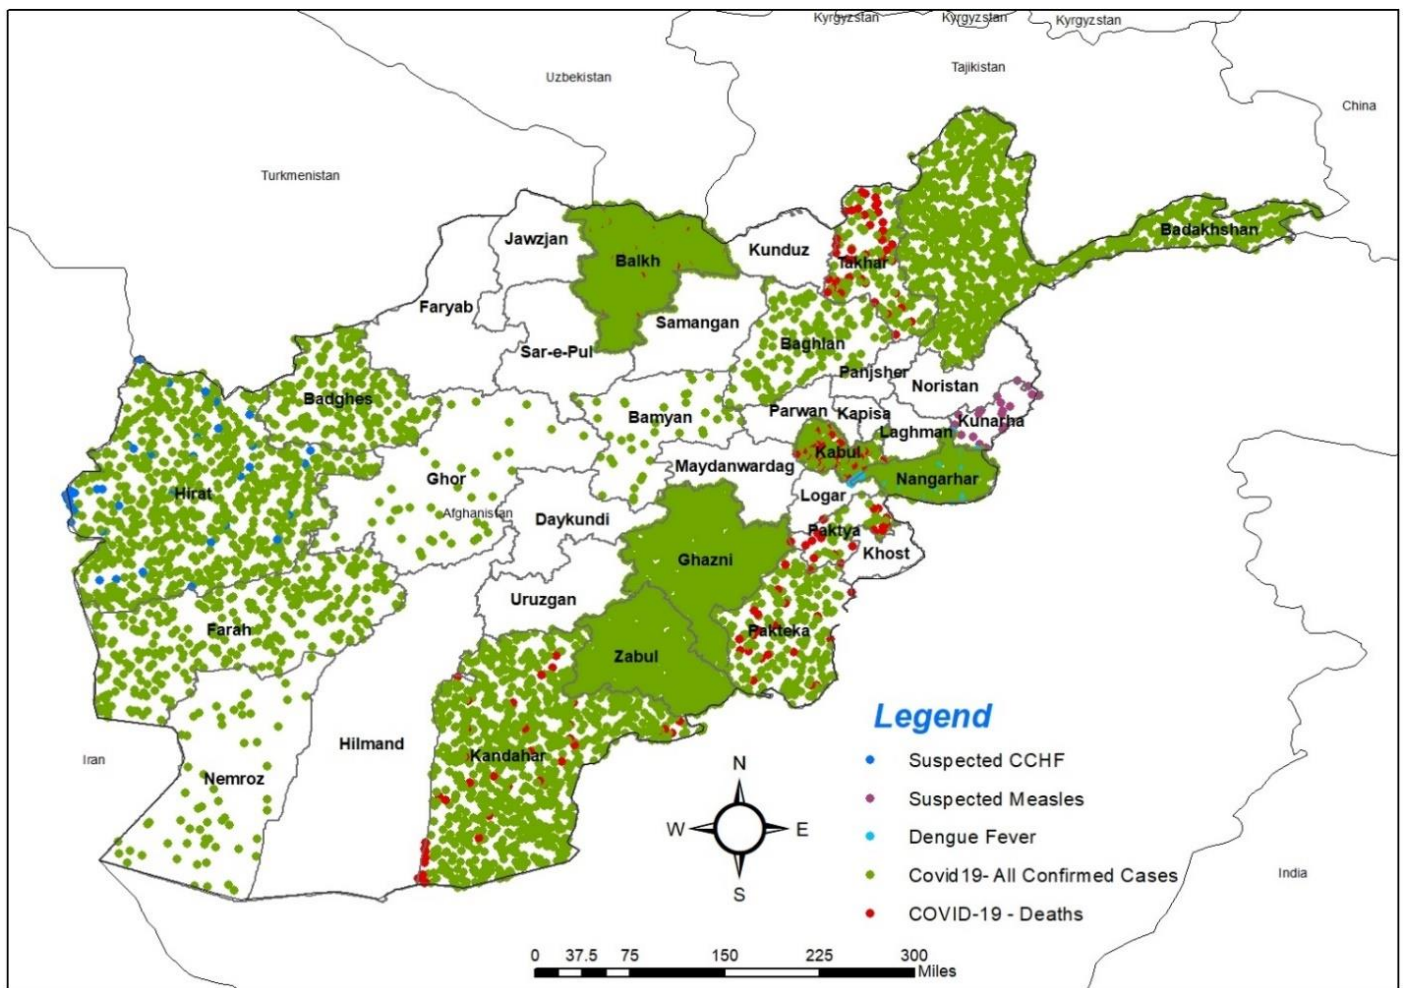 Kyrgyzstan
Kyrgyzstan
Kyrgyzstan
Uzbekistan
Tajikistan
China
Turkmenistan
Jawzjan
Balkh
Kunduz
Takhar
Badakhshan
Faryab
Samangan
Sar-e-Pul
Baghlan
Panjsher
Noristan
Badghes
Bamyan
Parwan
Kapisa
Laghman
Kunarha
Kabul
Maydanwardag
Nangarhar
Hirat
Ghor
Afghanistan
Logar
Daykundi
Paktya
Khost
Ghazni
Uruzgan
Farah
Pakteka
Zabul
Hilmand
Kandahar
Nemroz
Iran
India
Legend
Suspected CCHF
Suspected Measles
Dengue Fever
Covid19- All Confirmed Cases
COVID-19 - Deaths
N
W E
S
0 37.5 75 150 225 300
Miles